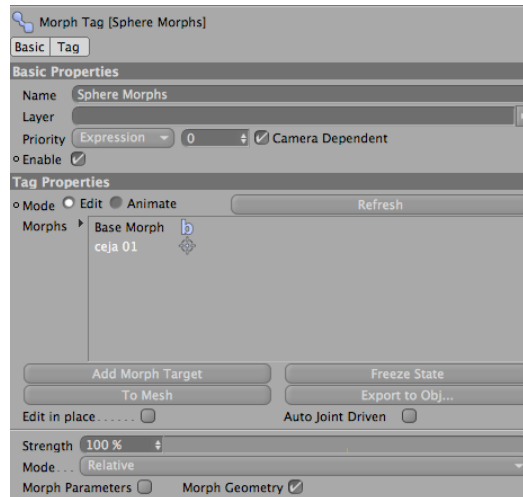 Morph Tag [Sphere Morphs]
Basic Tag
Basic Properties
Name Sphere Morphs
Layer
Priority Expression 0 Camera Dependent
Enable
Tag Properties
Mode Edit Animate Refresh
Morphs Base Morph b
ceja 01
Add Morph Target Freeze State
To Mesh Export to Obj...
Edit in place...... Auto Joint Driven
Strength 100 %
Mode... Relative
Morph Parameters Morph Geometry